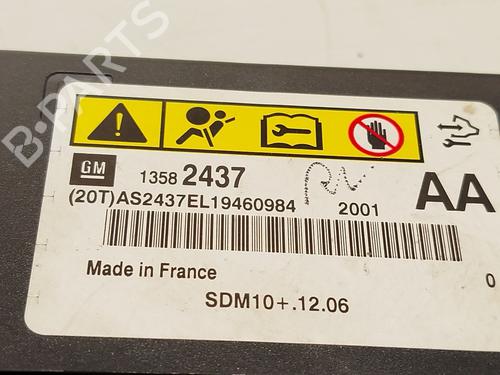 B-PARTS
GM
1358 2437
AA
(20T)AS2437EL19460984
2001
Made in France
0
SDM10+.12.06